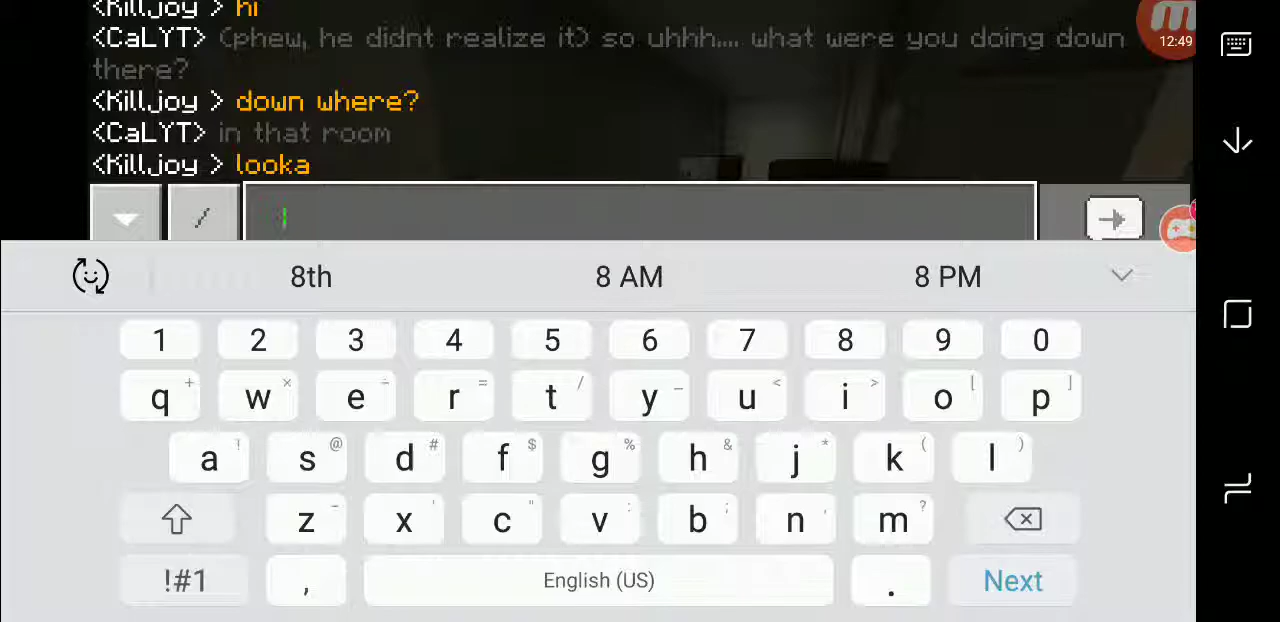 <Killjoy > hi
<CaLYT> (phew, he didnt realize it) so uhhh.... what were you doing down
there?
<Killjoy > down where?
<CaLYT> in that room
<Killjoy > looka
12:49
/
8th 8 AM 8 PM
1 2 3 4 5 6 7 8 9 0
q + w × e ÷ r = t / y _ u < i > o [ p ]
a ! s @ d # f $ g % h & j * k ( l )
z - x ' c " v : b ; n , m ?
!#1 , English (US) . Next